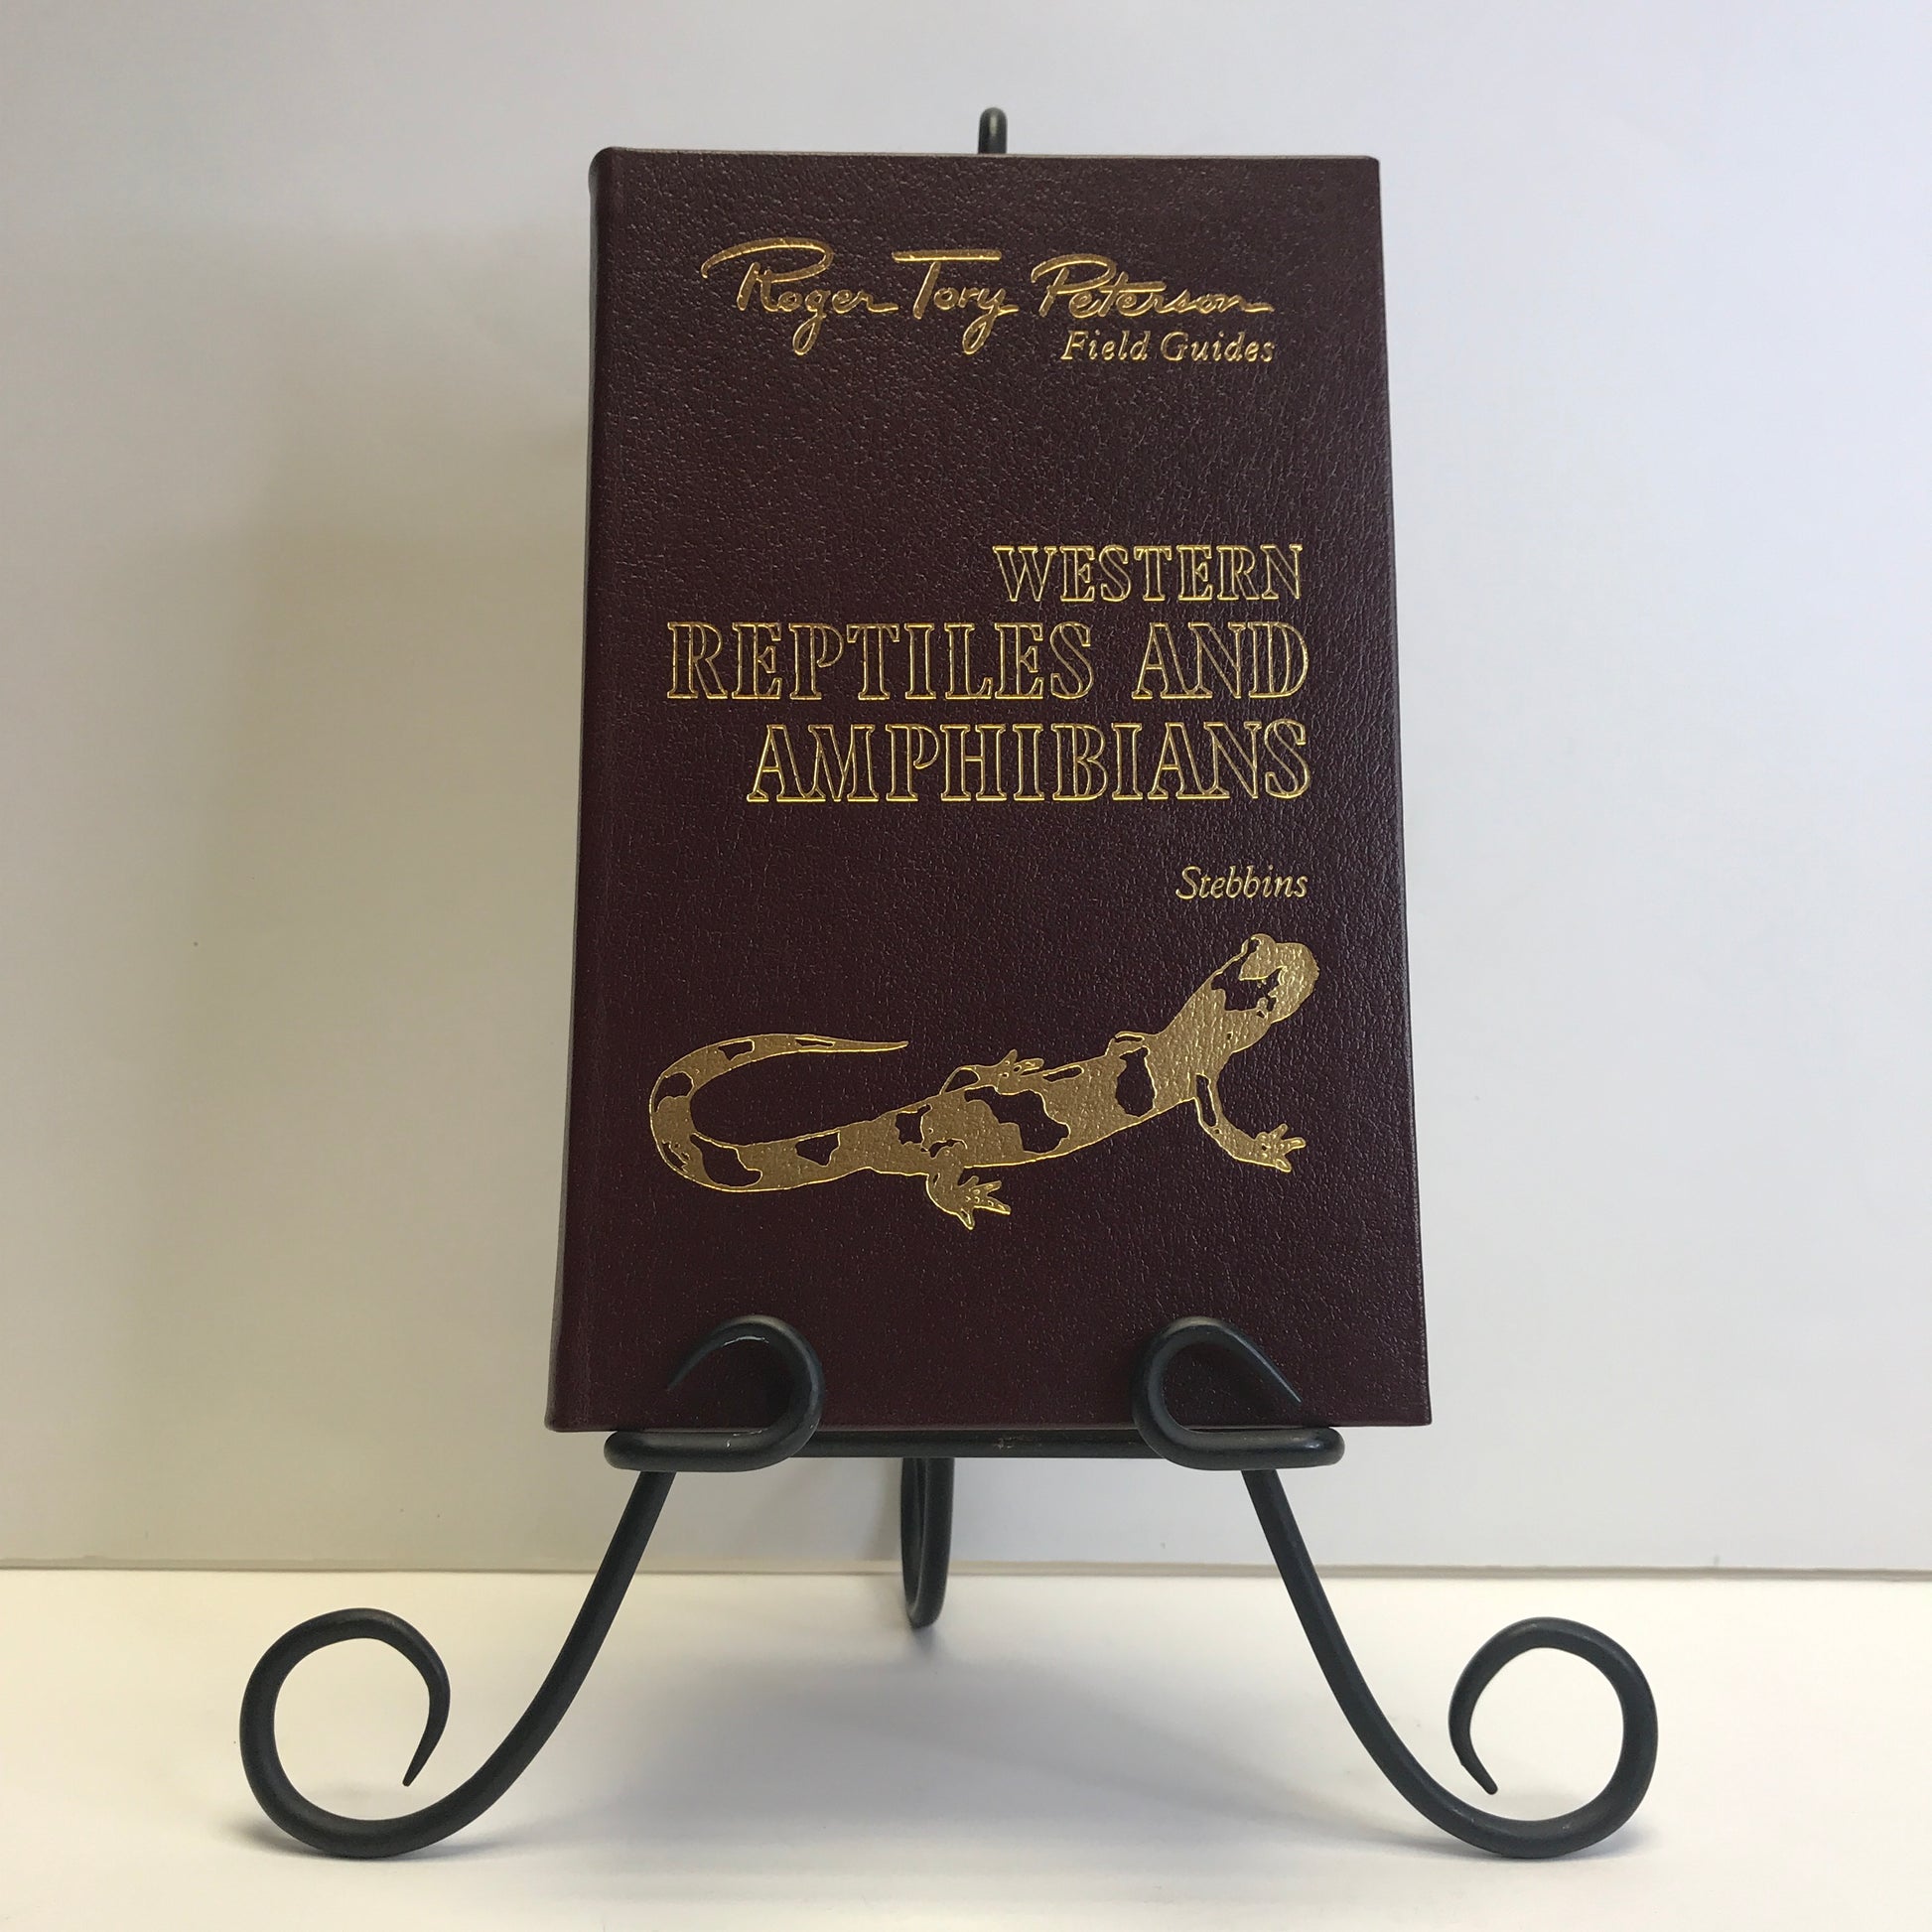 Roger Tory Peterson
Field Guides
WESTERN
REPTILES AND
AMPHIBIANS
Stebbins